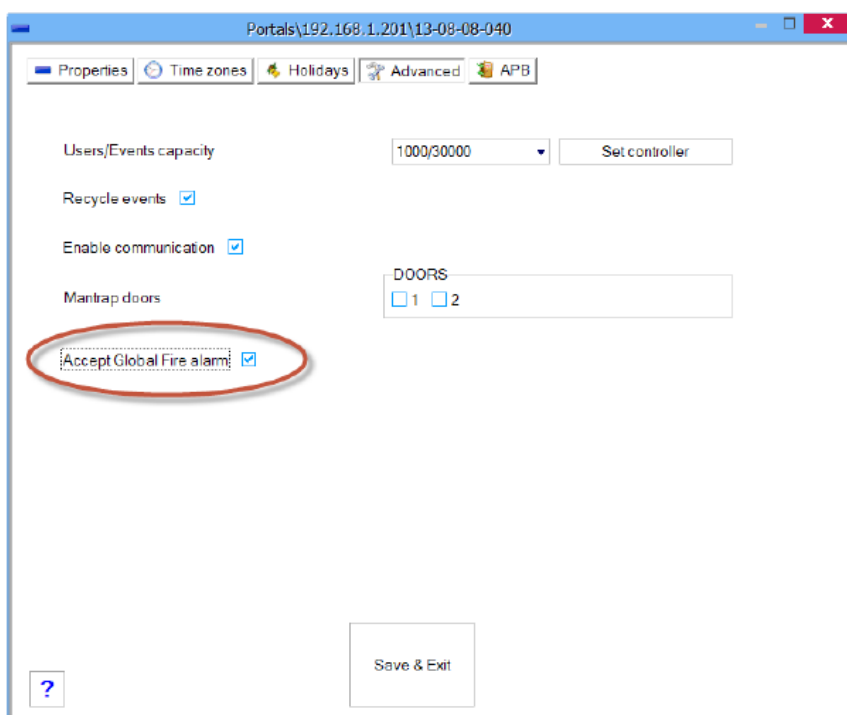 Portals\192.168.1.201\13-08-08-040
Properties Time zones Holidays Advanced APB
Users/Events capacity 1000/30000 Set controller
Recycle events
Enable communication
DOORS
Mantrap doors 1 2
Accept Global Fire alarm
Save & Exit
?